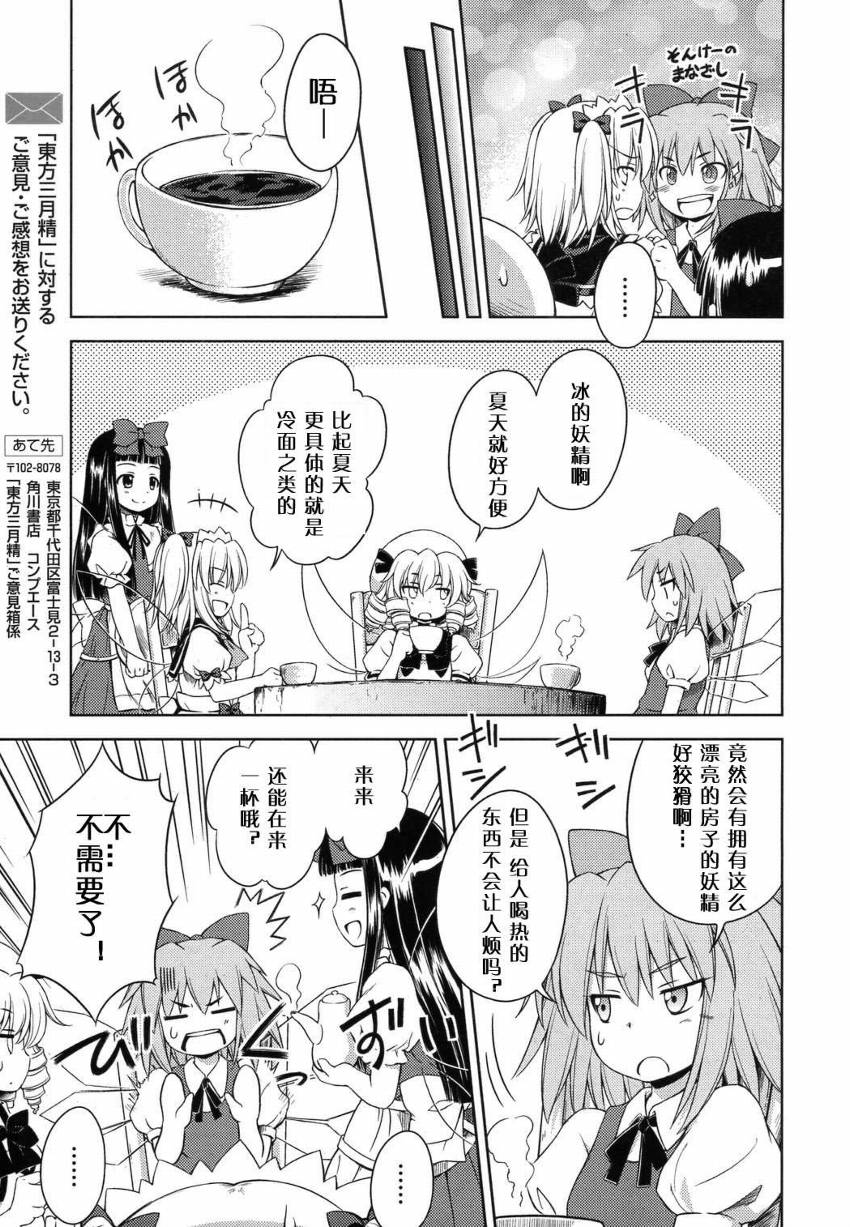 そんけーの
まなざし
キラ
キラ
……
唔
ー
ほか
ほか
冰的妖精啊
夏天就好方便
比起夏天
更具体的就是
冷面之类的
竟然会有拥有这么
漂亮的房子的妖精
好狡猾啊…
但是 给人喝热的
东西不会让人烦吗？
来来
还能在来
一杯哦？
不…
不需要了！
ずい
びくっ
……
……
「東方三月精」に対する
ご意見・ご感想をお送りください。
あて先
〒102-8078
東京都千代田区富士見2-13-3
角川書店 コンプエース
「東方三月精」ご意見箱係